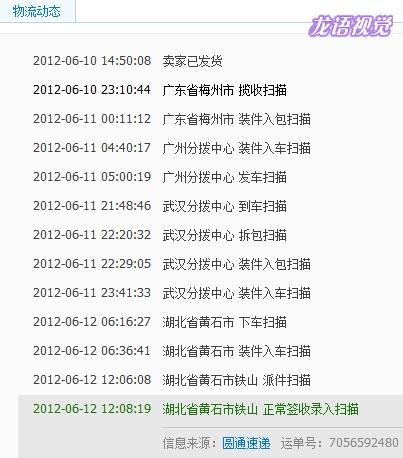 物流动态
龙语视觉
2012-06-10 14:50:08 卖家已发货
2012-06-10 23:10:44 广东省梅州市 揽收扫描
2012-06-11 00:11:12 广东省梅州市 装件入包扫描
2012-06-11 04:40:17 广州分拨中心 装件入车扫描
2012-06-11 05:00:19 广州分拨中心 发车扫描
2012-06-11 21:48:46 武汉分拨中心 到车扫描
2012-06-11 22:20:32 武汉分拨中心 拆包扫描
2012-06-11 22:29:05 武汉分拨中心 装件入包扫描
2012-06-11 23:41:33 武汉分拨中心 装件入车扫描
2012-06-12 06:16:27 湖北省黄石市 下车扫描
2012-06-12 06:36:41 湖北省黄石市 装件入车扫描
2012-06-12 12:06:08 湖北省黄石市铁山 派件扫描
2012-06-12 12:08:19 湖北省黄石市铁山 正常签收录入扫描
信息来源：圆通速递 运单号：7056592480